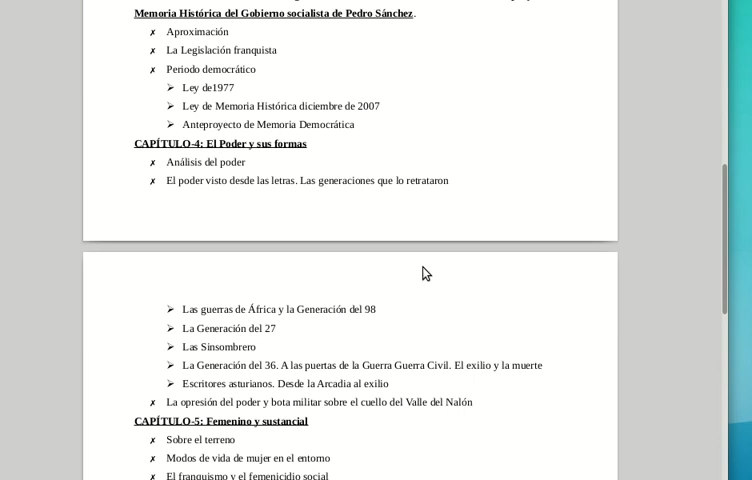 Memoria Histórica del Gobierno socialista de Pedro Sánchez.
✗ Aproximación
✗ La Legislación franquista
✗ Periodo democrático
➢ Ley de1977
➢ Ley de Memoria Histórica diciembre de 2007
➢ Anteproyecto de Memoria Democrática
CAPÍTULO-4: El Poder y sus formas
✗ Análisis del poder
✗ El poder visto desde las letras. Las generaciones que lo retrataron
➢ Las guerras de África y la Generación del 98
➢ La Generación del 27
➢ Las Sinsombrero
➢ La Generación del 36. A las puertas de la Guerra Guerra Civil. El exilio y la muerte
➢ Escritores asturianos. Desde la Arcadia al exilio
✗ La opresión del poder y bota militar sobre el cuello del Valle del Nalón
CAPÍTULO-5: Femenino y sustancial
✗ Sobre el terreno
✗ Modos de vida de mujer en el entorno
✗ El franquismo y el femenicidio social